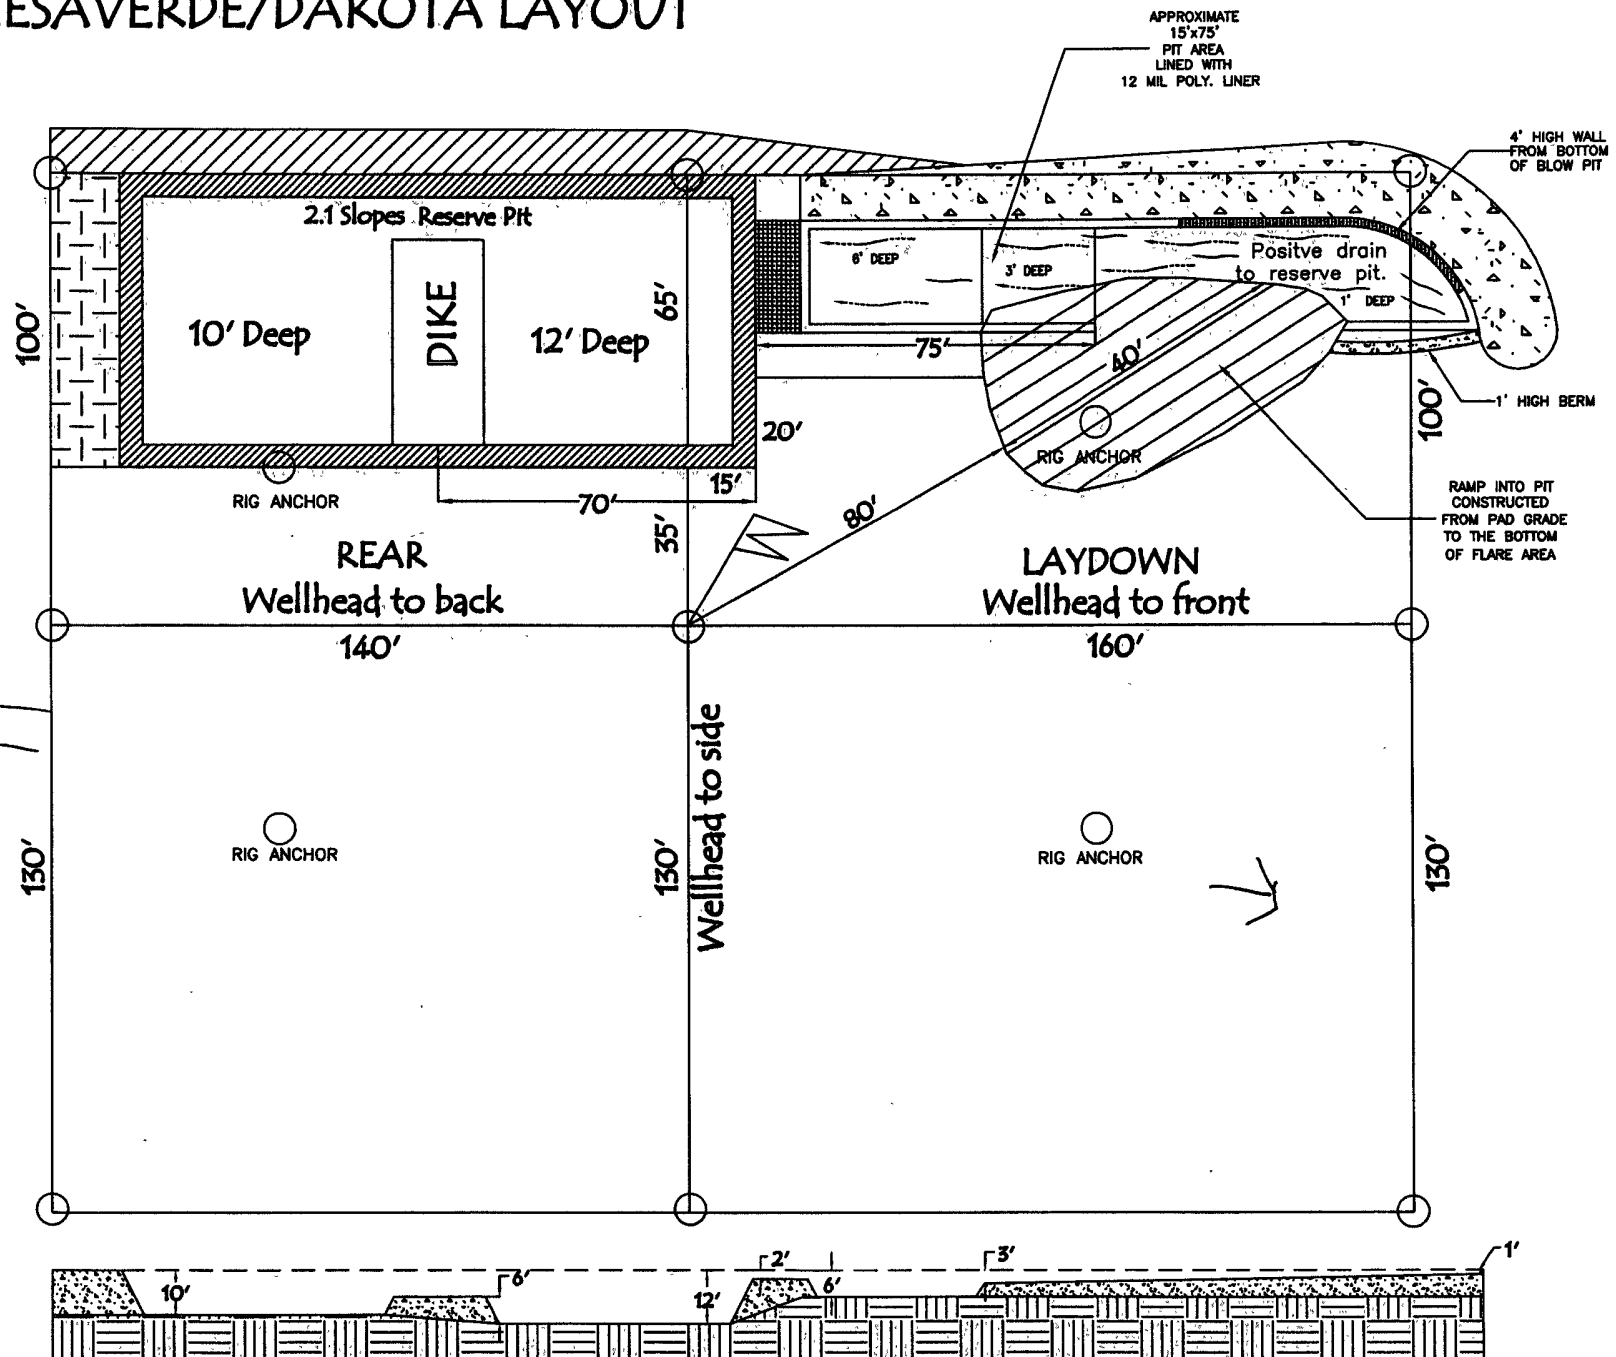 ESAVERDE/DAKOTA LAYOUT
APPROXIMATE
15'x75'
PIT AREA
LINED WITH
12 MIL POLY. LINER
4' HIGH WALL
FROM BOTTOM
OF BLOW PIT
2.1 Slopes Reserve Pit
6' DEEP
3' DEEP
Positve drain
to reserve pit.
1' DEEP
100'
10' Deep
DIKE
12' Deep
65'
75'
40'
1' HIGH BERM
100'
20'
RIG ANCHOR
15'
70'
RIG ANCHOR
35'
80'
RAMP INTO PIT
CONSTRUCTED
FROM PAD GRADE
TO THE BOTTOM
OF FLARE AREA
REAR
Wellhead to back
140'
LAYDOWN
Wellhead to front
160'
Wellhead to side
130'
130'
130'
RIG ANCHOR
RIG ANCHOR
10'
6'
12'
2'
6'
3'
1'